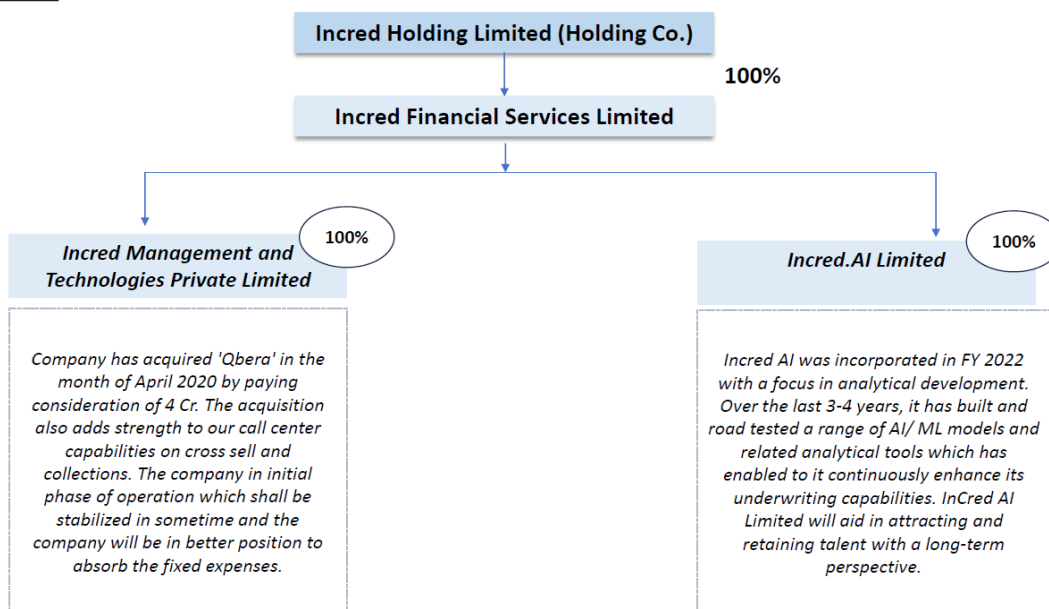 Incred Holding Limited (Holding Co.)
100%
Incred Financial Services Limited
100%
Incred Management and
Technologies Private Limited
Company has acquired 'Qbera' in the
month of April 2020 by paying
consideration of 4 Cr. The acquisition
also adds strength to our call center
capabilities on cross sell and
collections. The company in initial
phase of operation which shall be
stabilized in sometime and the
company will be in better position to
absorb the fixed expenses.
100%
Incred.AI Limited
Incred AI was incorporated in FY 2022
with a focus in analytical development.
Over the last 3-4 years, it has built and
road tested a range of AI/ ML models and
related analytical tools which has
enabled to it continuously enhance its
underwriting capabilities. InCred AI
Limited will aid in attracting and
retaining talent with a long-term
perspective.